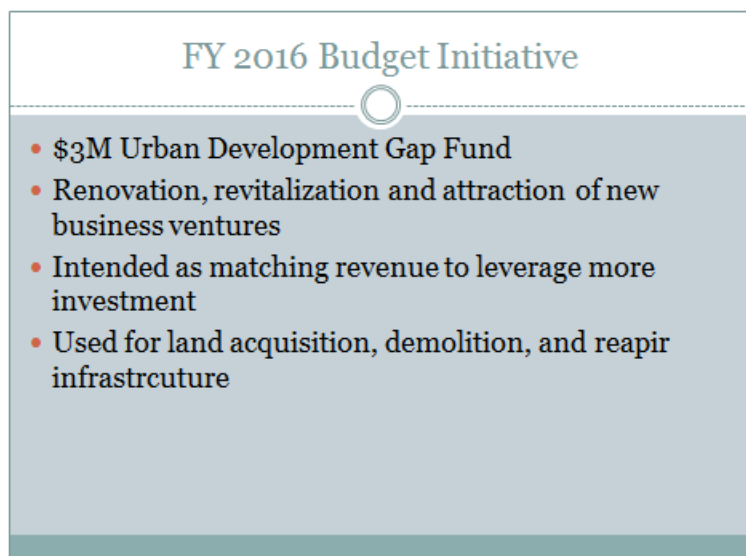 FY 2016 Budget Initiative
• $3M Urban Development Gap Fund
• Renovation, revitalization and attraction of new
business ventures
• Intended as matching revenue to leverage more
investment
• Used for land acquisition, demolition, and reapir
infrastrcuture